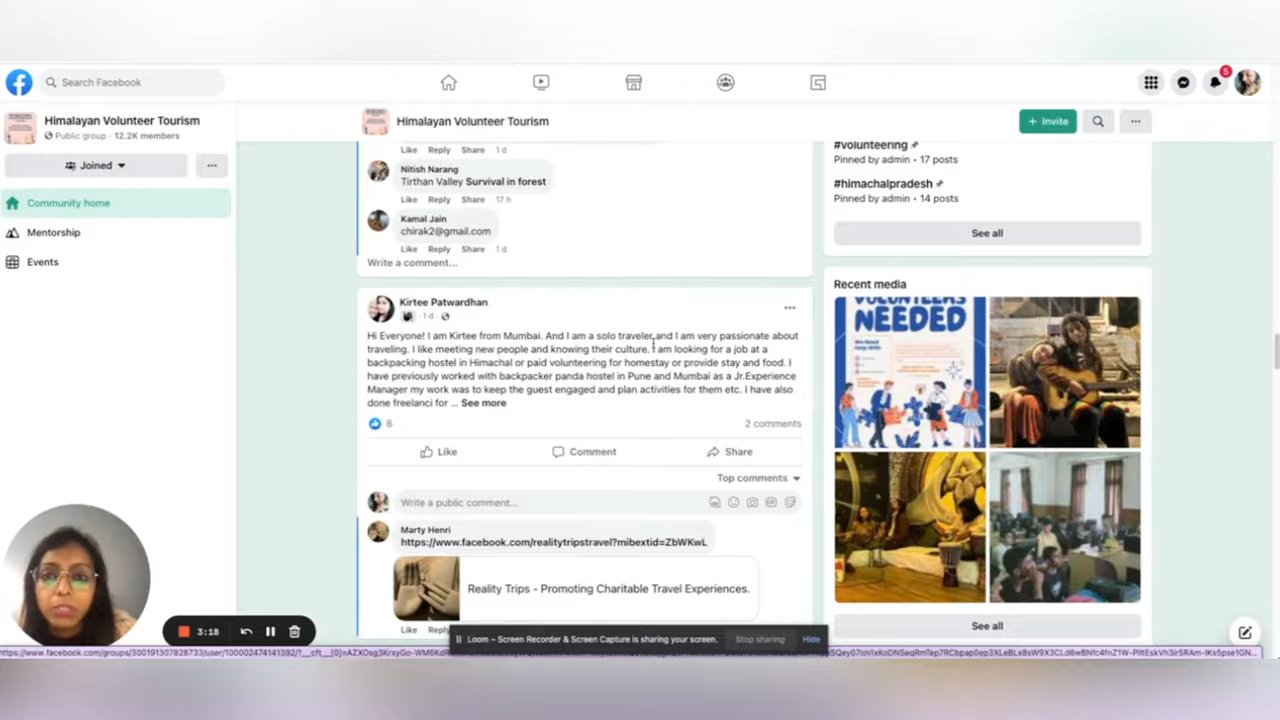 Search Facebook
5
Himalayan Volunteer Tourism
Public group · 12.2K members
Joined
Community home
Mentorship
Events
Himalayan Volunteer Tourism
+ Invite
Like Reply Share 1 d
Nitish Narang
Tirthan Valley Survival in forest
Like Reply Share 17 h
Kamal Jain
chirak2@gmail.com
Like Reply Share 1 d
Write a comment...
Kirtee Patwardhan
· 1 d ·
Hi Everyone! I am Kirtee from Mumbai. And I am a solo traveler and I am very passionate about
traveling. I like meeting new people and knowing their culture. I am looking for a job at a
backpacking hostel in Himachal or paid volunteering for homestay or provide stay and food. I
have previously worked with backpacker panda hostel in Pune and Mumbai as a Jr.Experience
Manager my work was to keep the guest engaged and plan activities for them etc. I have also
done freelanci for ... See more
8
2 comments
Like Comment Share
Top comments
Write a public comment...
Marty Henri
https://www.facebook.com/realitytripstravel?mibextid=ZbWKwL
Reality Trips - Promoting Charitable Travel Experiences.
Like
#volunteering
Pinned by admin · 17 posts
#himachalpradesh
Pinned by admin · 14 posts
See all
Recent media
VOLUNTEERS
NEEDED
See all
3:18
Loom – Screen Recorder & Screen Capture is sharing your screen.
Stop sharing
Hide